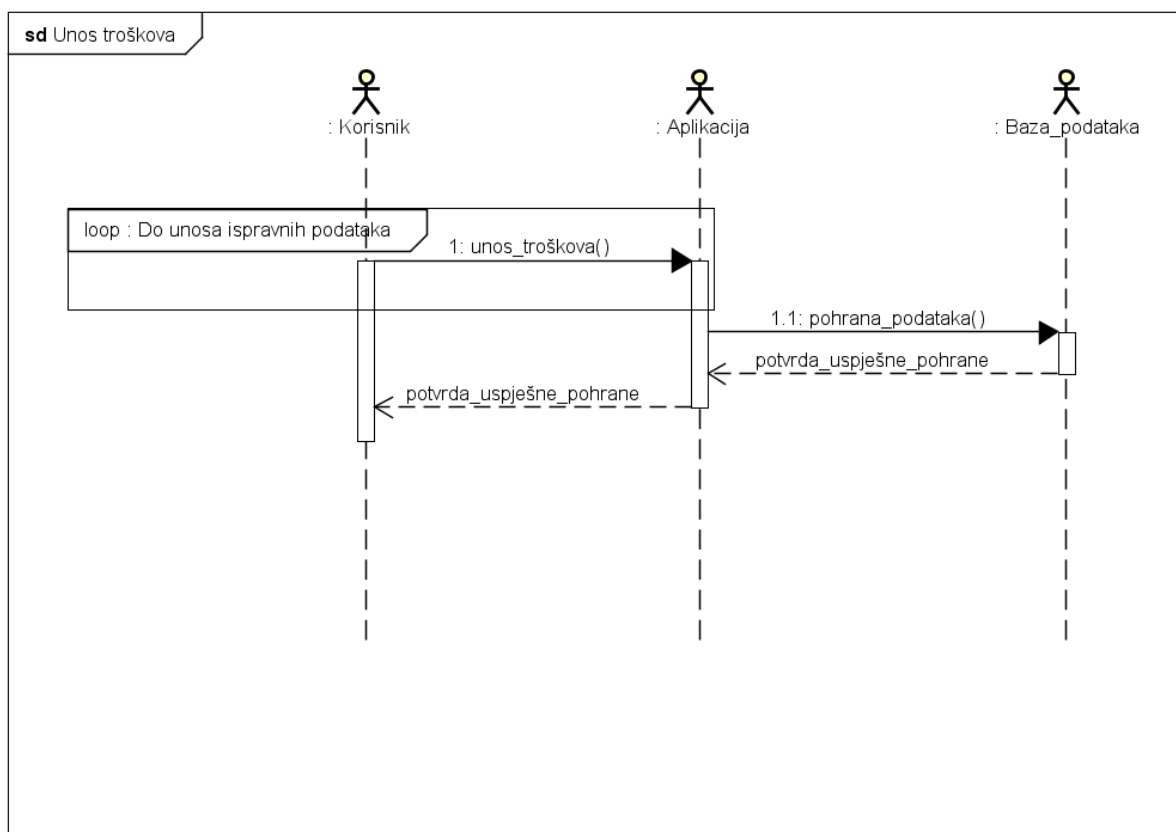 sd Unos troškova
: Korisnik
: Aplikacija
: Baza_podataka
loop : Do unosa ispravnih podataka
1: unos_troškova()
1.1: pohrana_podataka()
potvrda_uspješne_pohrane
potvrda_uspješne_pohrane